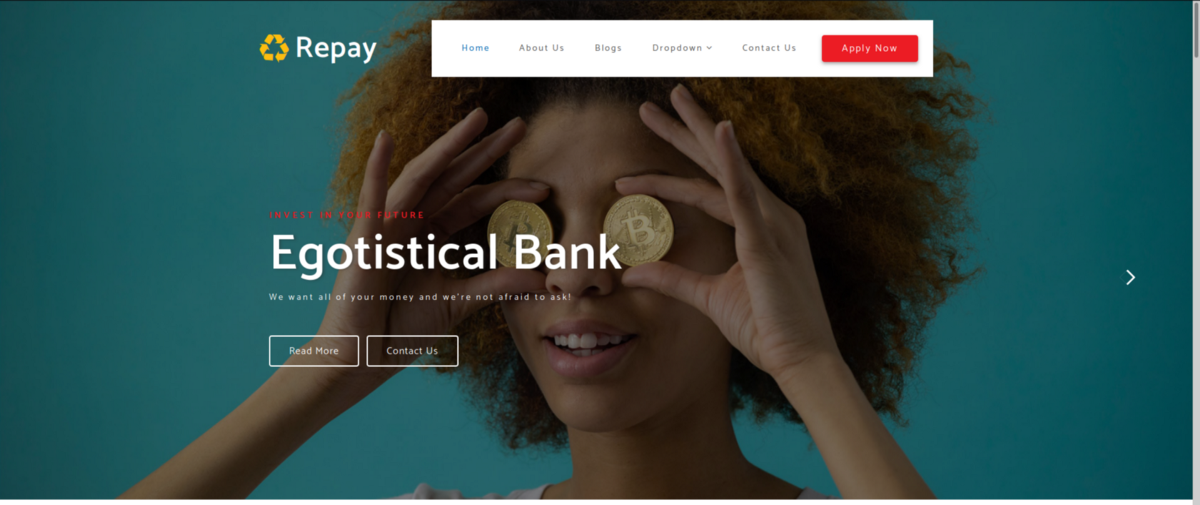 Repay
Home About Us Blogs Dropdown Contact Us Apply Now
INVEST IN YOUR FUTURE
Egotistical Bank
We want all of your money and we're not afraid to ask!
Read More Contact Us